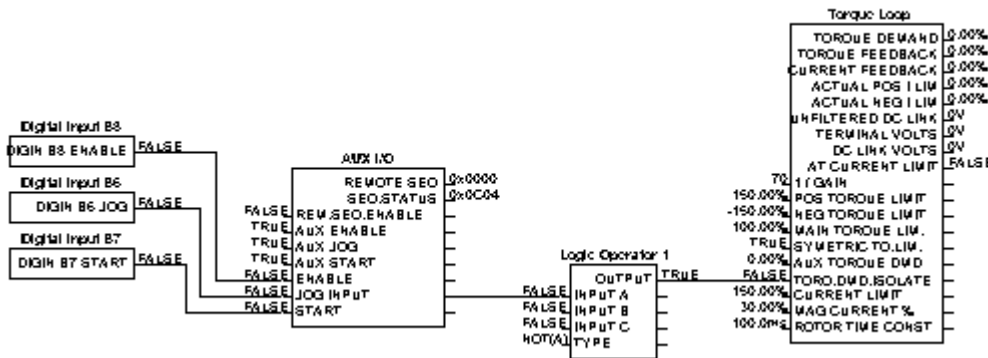 Digital Input B8
DIGIN B8 ENABLE
FALSE
Digital Input B6
DIGIN B6 JOG
FALSE
Digital Input B7
DIGIN B7 START
FALSE
AUX I/O
REMOTE SEQ 0x0000
SEQ.STATUS 0x0C04
FALSE REM.SEQ.ENABLE
TRUE AUX ENABLE
TRUE AUX JOG
TRUE AUX START
FALSE ENABLE
FALSE JOG INPUT
FALSE START
Logic Operator 1
OUTPUT TRUE
FALSE INPUT A
FALSE INPUT B
FALSE INPUT C
NOT(A) TYPE
Torque Loop
TORQUE DEMAND 0.00%
TORQUE FEEDBACK 0.00%
CURRENT FEEDBACK 0.00%
ACTUAL POS I LIM 0.00%
ACTUAL NEG I LIM 0.00%
UNFILTERED DC LINK 0V
TERMINAL VOLTS 0V
DC LINK VOLTS 0V
AT CURRENT LIMIT FALSE
70 1 / GAIN
150.00% POS TORQUE LIMIT
-150.00% NEG TORQUE LIMIT
100.00% MAIN TORQUE LIM.
TRUE SYMETRIC TQ.LIM.
0.00% AUX TORQUE DMD
FALSE TORQ.DMD.ISOLATE
150.00% CURRENT LIMIT
30.00% MAG CURRENT %
100.0ms ROTOR TIME CONST